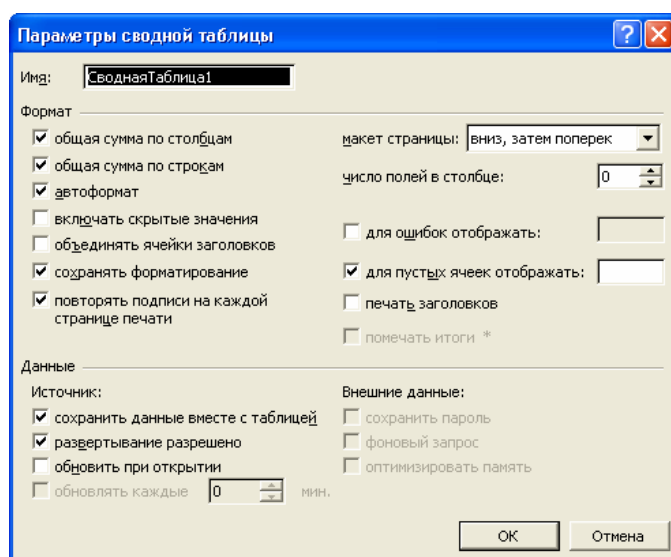 Параметры сводной таблицы
Имя: СводнаяТаблица1
Формат
общая сумма по столбцам
общая сумма по строкам
автоформат
включать скрытые значения
объединять ячейки заголовков
сохранять форматирование
повторять подписи на каждой
странице печати
макет страницы: вниз, затем поперек
число полей в столбце: 0
для ошибок отображать:
для пустых ячеек отображать:
печать заголовков
помечать итоги *
Данные
Источник:
сохранить данные вместе с таблицей
развертывание разрешено
обновить при открытии
обновлять каждые 0 мин.
Внешние данные:
сохранить пароль
фоновый запрос
оптимизировать память
ОК
Отмена